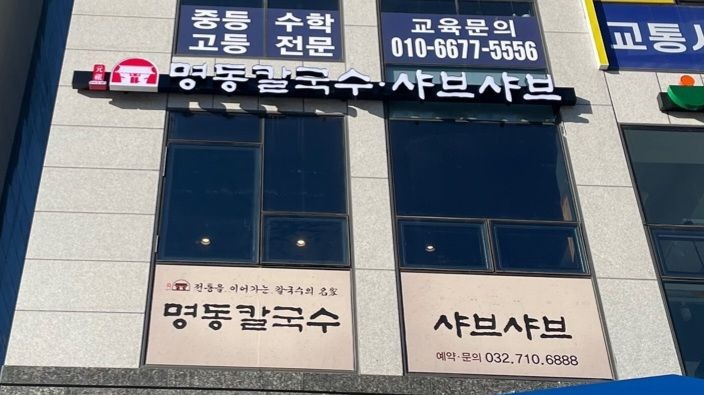 중등 수학
고등 전문
교육문의
010-6677-5556
교통사
명동칼국수·샤브샤브
전통을 이어가는 칼국수의 名家
명동칼국수
샤브샤브
예약·문의 032.710.6888